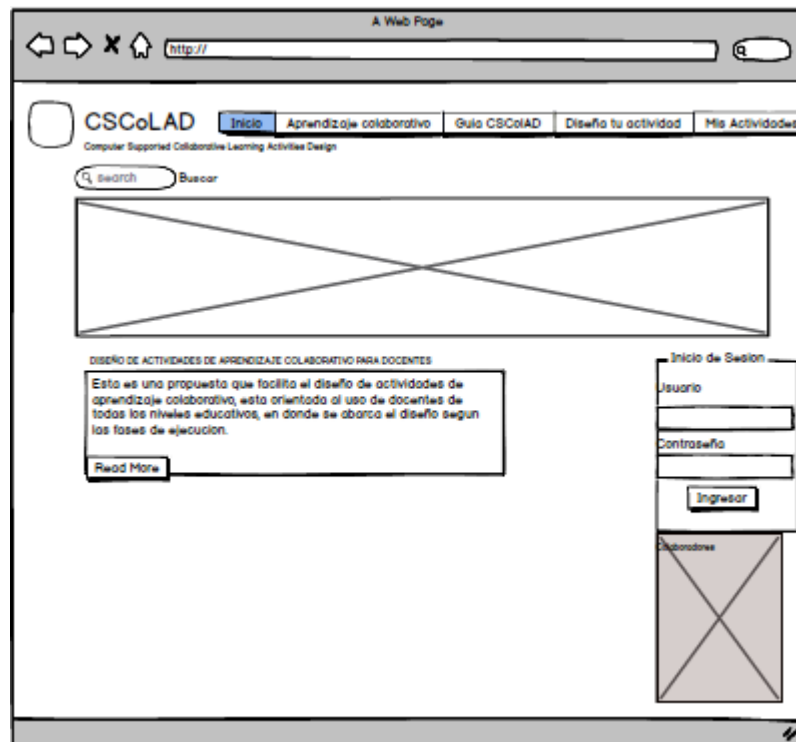 A Web Page
http://
CSCoLAD
Inicio Aprendizaje colaborativo Guia CSColAD Diseña tu actividad Mis Actividades
Computer Supported Collaborative Learning Activities Design
search Buscar
DISEÑO DE ACTIVIDADES DE APRENDIZAJE COLABORATIVO PARA DOCENTES
Esta es una propuesta que facilita el diseño de actividades de
aprendizaje colaborativo, esta orientada al uso de docentes de
todas los niveles educativos, en donde se abarca el diseño segun
las fases de ejecucion.
Read More
Inicio de Sesion
Usuario
Contraseña
Ingresar
Colaboradores